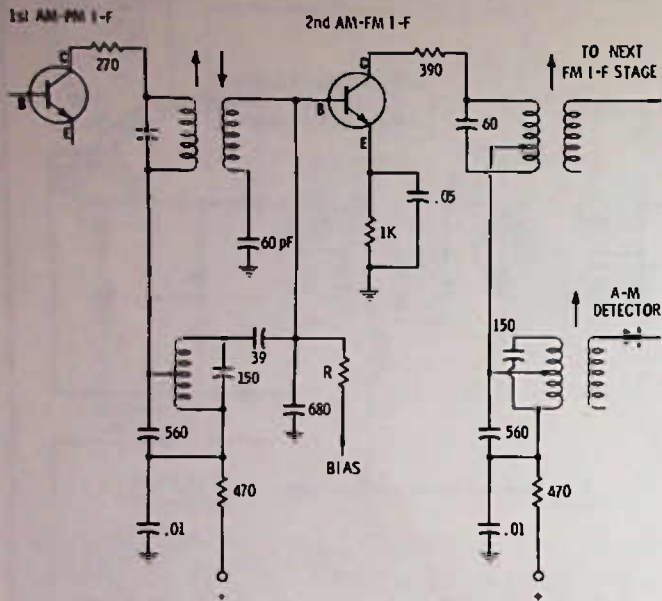 1st AM-FM I-F
2nd AM-FM I-F
C
270
B
E
C
390
B
E
TO NEXT
FM I-F STAGE
60
.05
1K
60 pF
A-M
DETECTOR
150
39
150
R
680
560
560
BIAS
470
470
.01
.01
+
+